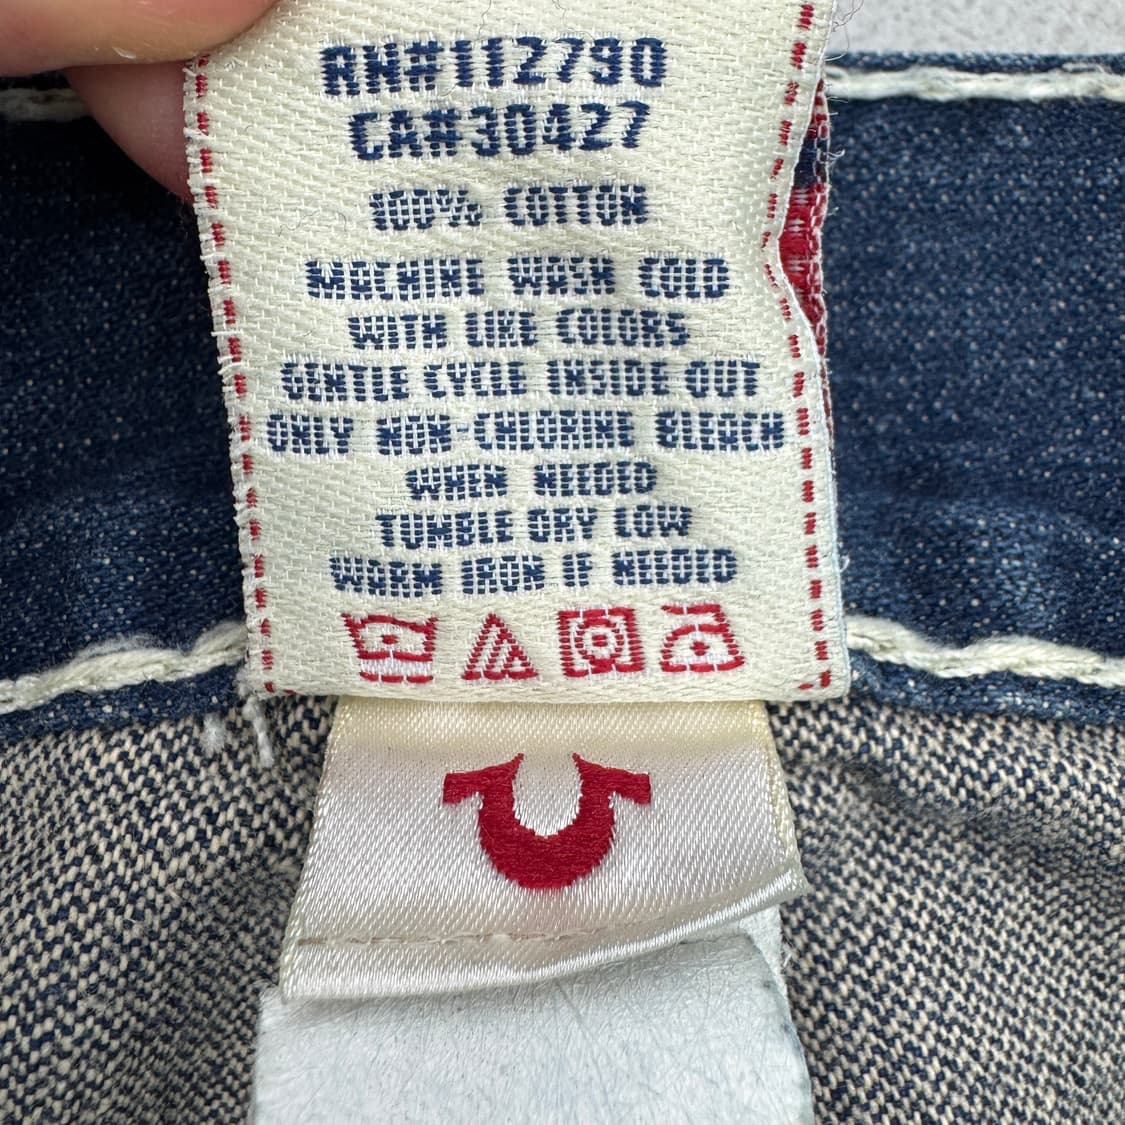 RN#112790
CA#30427
100% COTTON
MACHINE WASH COLD
WITH LIKE COLORS
GENTLE CYCLE INSIDE OUT
ONLY NON-CHLORINE BLEACH
WHEN NEEDED
TUMBLE DRY LOW
WARM IRON IF NEEDED